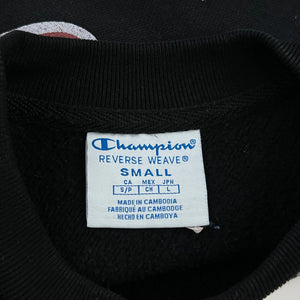 Champion
REVERSE WEAVE®
SMALL
CA MEX JPN
S/P CH L
MADE IN CAMBODIA
FABRIQUÉ AU CAMBODGE
HECHO EN CAMBOYA